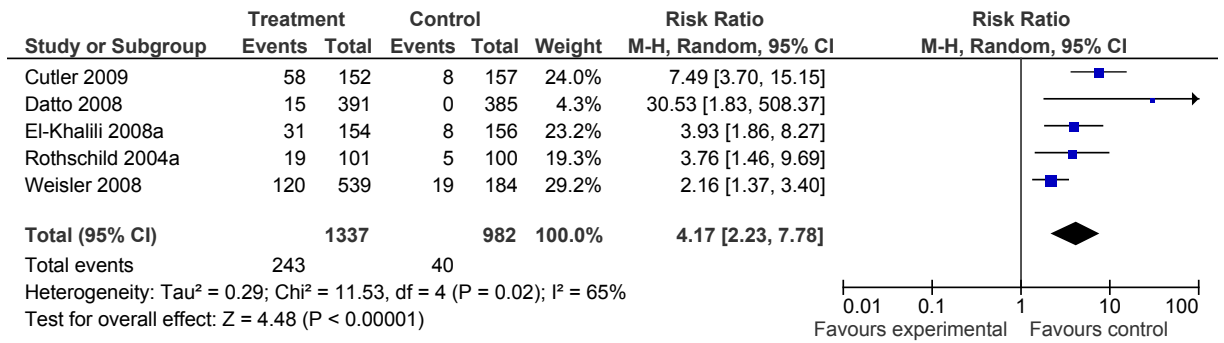 Treatment Control Risk Ratio Risk Ratio
Study or Subgroup Events Total Events Total Weight M-H, Random, 95% CI M-H, Random, 95% CI
Cutler 2009 58 152 8 157 24.0% 7.49 [3.70, 15.15]
Datto 2008 15 391 0 385 4.3% 30.53 [1.83, 508.37]
El-Khalili 2008a 31 154 8 156 23.2% 3.93 [1.86, 8.27]
Rothschild 2004a 19 101 5 100 19.3% 3.76 [1.46, 9.69]
Weisler 2008 120 539 19 184 29.2% 2.16 [1.37, 3.40]
Total (95% CI) 1337 982 100.0% 4.17 [2.23, 7.78]
Total events 243 40
Heterogeneity: Tau² = 0.29; Chi² = 11.53, df = 4 (P = 0.02); I² = 65%
Test for overall effect: Z = 4.48 (P < 0.00001)
0.01 0.1 1 10 100
Favours experimental Favours control